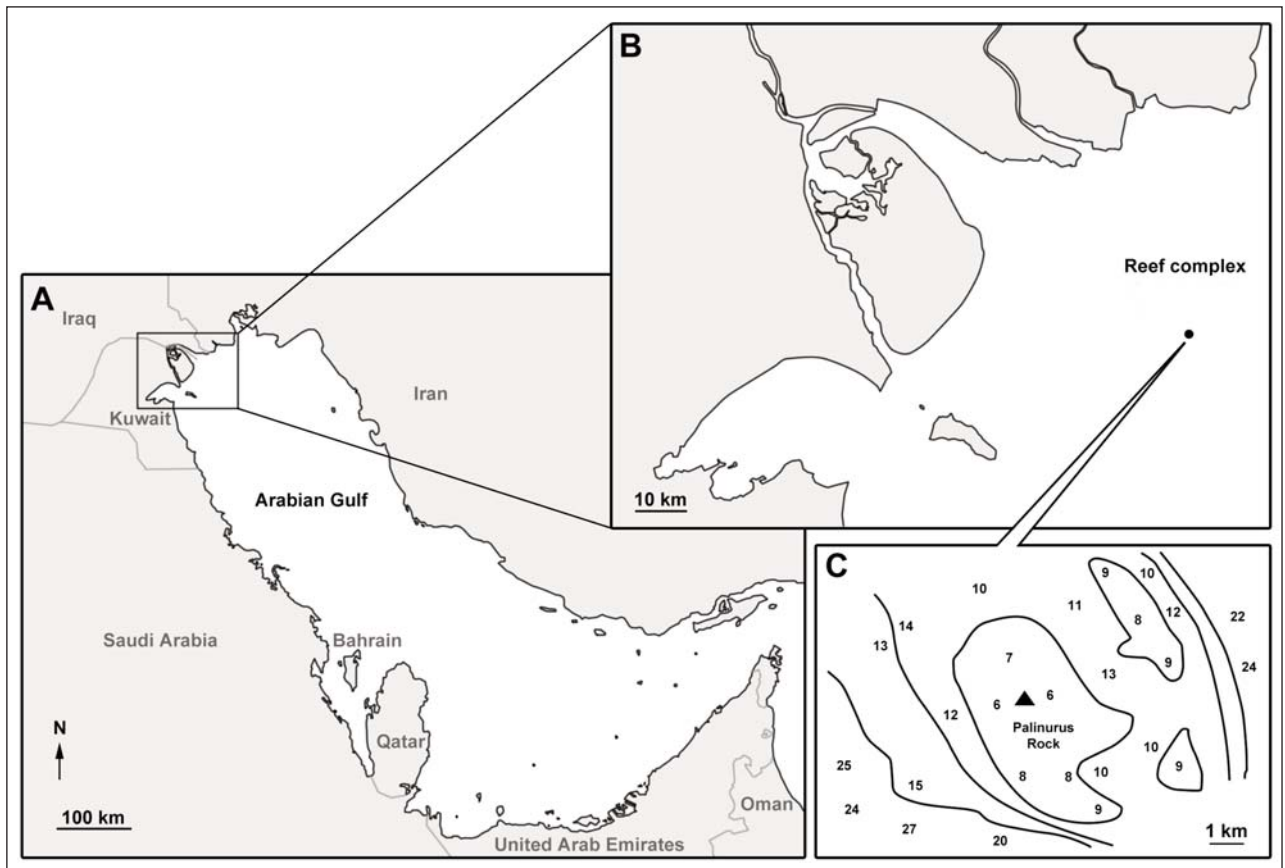 A
Iraq
Iran
Kuwait
Arabian Gulf
Saudi Arabia
Bahrain
Qatar
Oman
United Arab Emirates
N
100 km
B
Reef complex
10 km
C
10
9
10
11
8
12
22
14
13
7
9
24
13
6
6
12
Palinurus
Rock
10
9
25
15
8
8
10
24
9
27
20
1 km